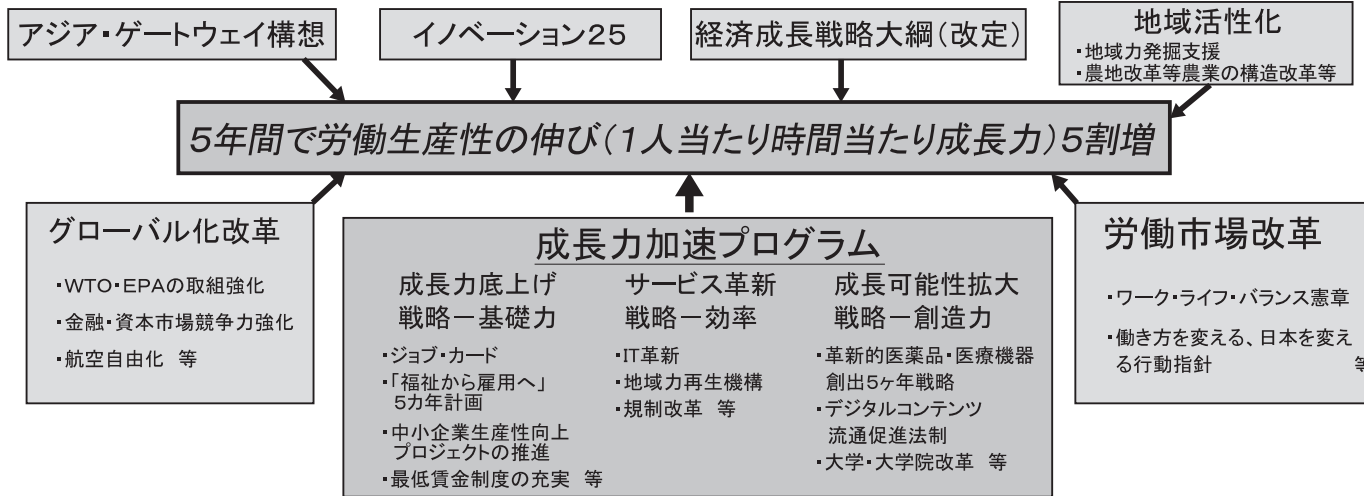 アジア・ゲートウェイ構想
イノベーション25
経済成長戦略大綱(改定)
地域活性化
・地域力発掘支援
・農地改革等農業の構造改革等
5年間で労働生産性の伸び(1人当たり時間当たり成長力)5割増
グローバル化改革
・WTO・EPAの取組強化
・金融・資本市場競争力強化
・航空自由化 等
成長力加速プログラム
成長力底上げ
戦略－基礎力
・ジョブ・カード
・「福祉から雇用へ」
5カ年計画
・中小企業生産性向上
プロジェクトの推進
・最低賃金制度の充実 等
サービス革新
戦略－効率
・IT革新
・地域力再生機構
・規制改革 等
成長可能性拡大
戦略－創造力
・革新的医薬品・医療機器
創出5ヶ年戦略
・デジタルコンテンツ
流通促進法制
・大学・大学院改革 等
労働市場改革
・ワーク・ライフ・バランス憲章
・働き方を変える、日本を変え
る行動指針 等